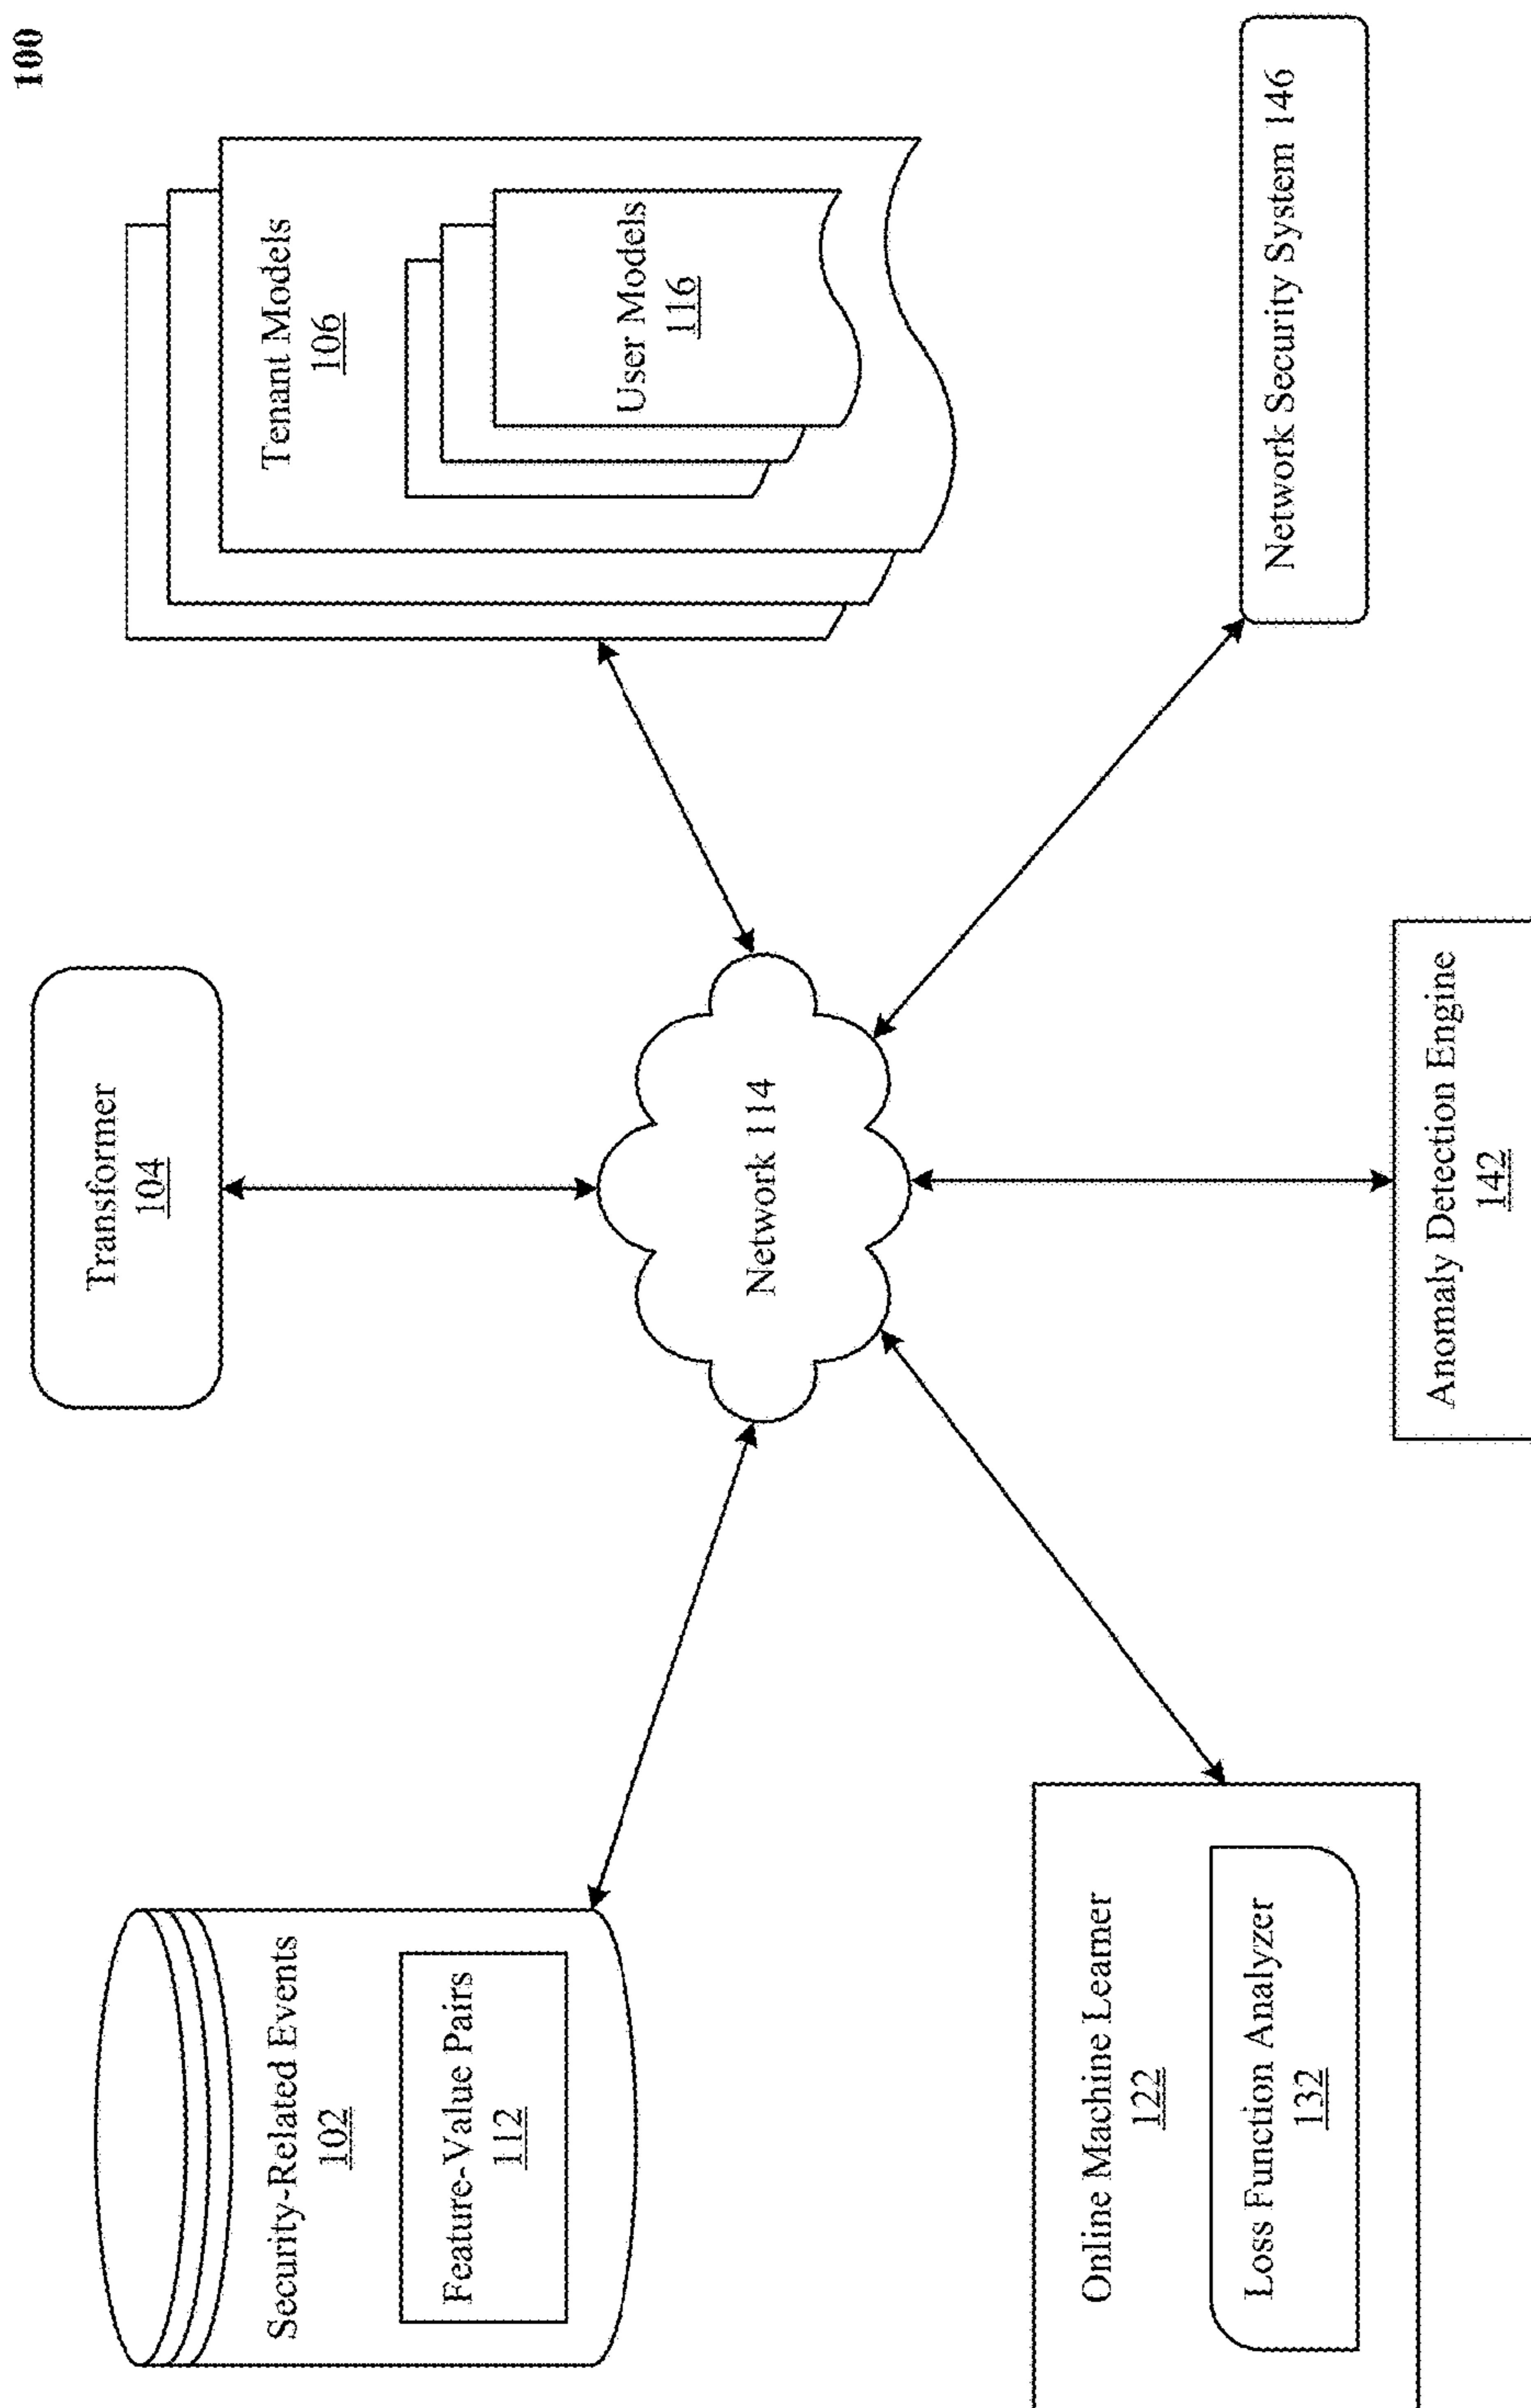 100
Transformer
104
Security-Related Events
102
Feature-Value Pairs
112
Tenant Models
106
User Models
116
Network 114
Online Machine Learner
122
Loss Function Analyzer
132
Anomaly Detection Engine
142
Network Security System 146